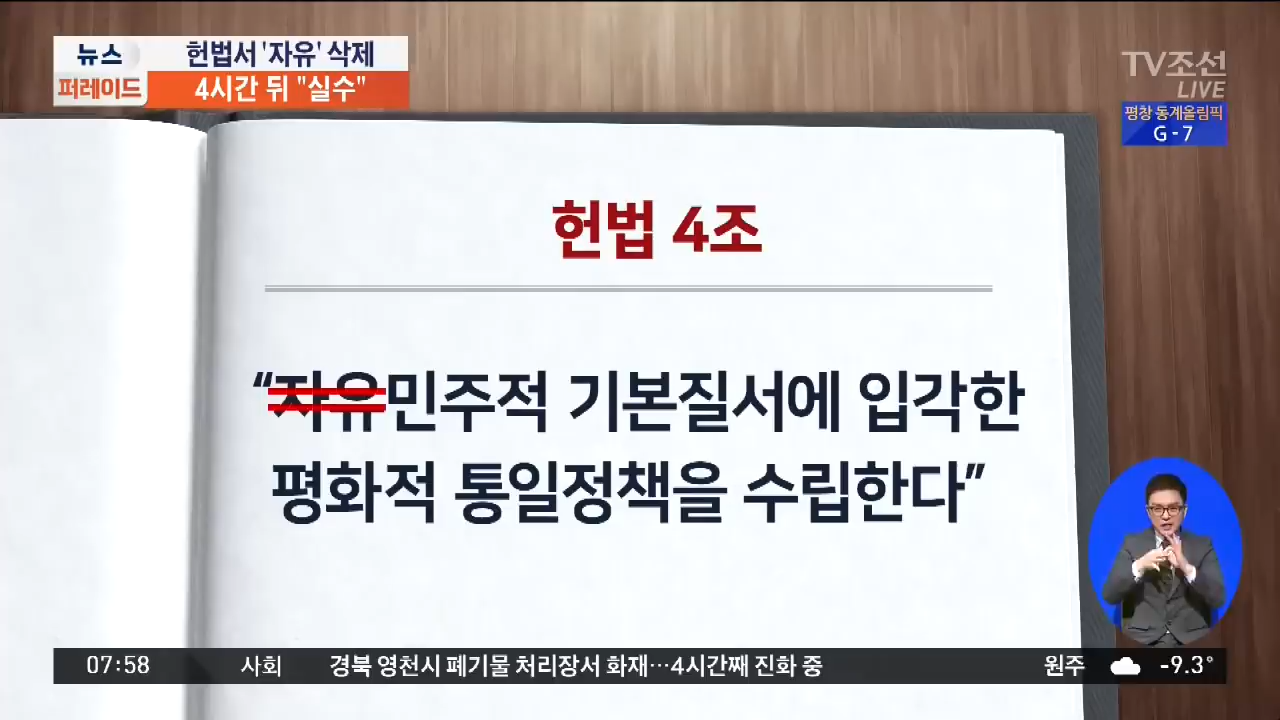 뉴스
퍼레이드
헌법서 '자유' 삭제
4시간 뒤 "실수"
TV조선
LIVE
평창 동계올림픽
G-7
헌법 4조
“자유민주적 기본질서에 입각한
평화적 통일정책을 수립한다”
07:58 사회 경북 영천시 폐기물 처리장서 화재…4시간째 진화 중 원주 -9.3°